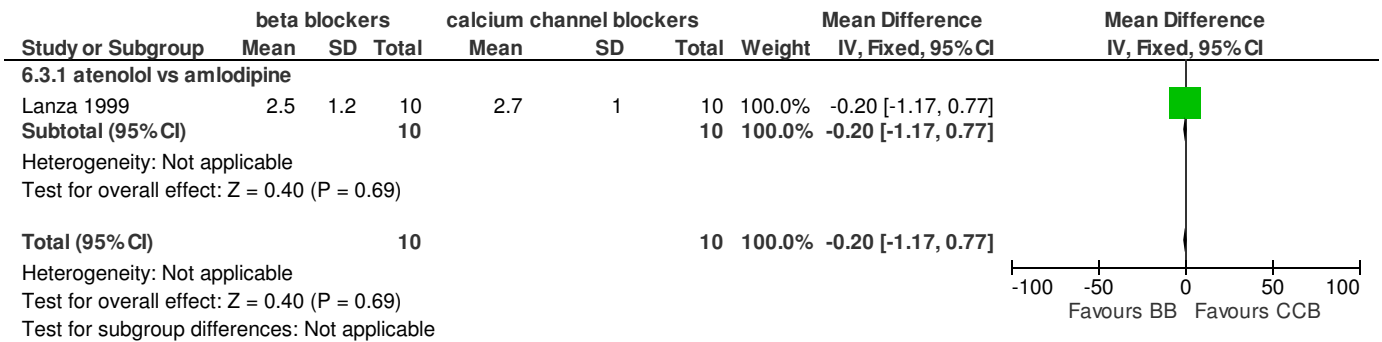 beta blockers calcium channel blockers Mean Difference Mean Difference
Study or Subgroup Mean SD Total Mean SD Total Weight IV, Fixed, 95% CI IV, Fixed, 95% CI
6.3.1 atenolol vs amlodipine
Lanza 1999 2.5 1.2 10 2.7 1 10 100.0% -0.20 [-1.17, 0.77]
Subtotal (95% CI) 10 10 100.0% -0.20 [-1.17, 0.77]
Heterogeneity: Not applicable
Test for overall effect: Z = 0.40 (P = 0.69)
Total (95% CI) 10 10 100.0% -0.20 [-1.17, 0.77]
Heterogeneity: Not applicable
Test for overall effect: Z = 0.40 (P = 0.69)
Test for subgroup differences: Not applicable
-100 -50 0 50 100
Favours BB Favours CCB